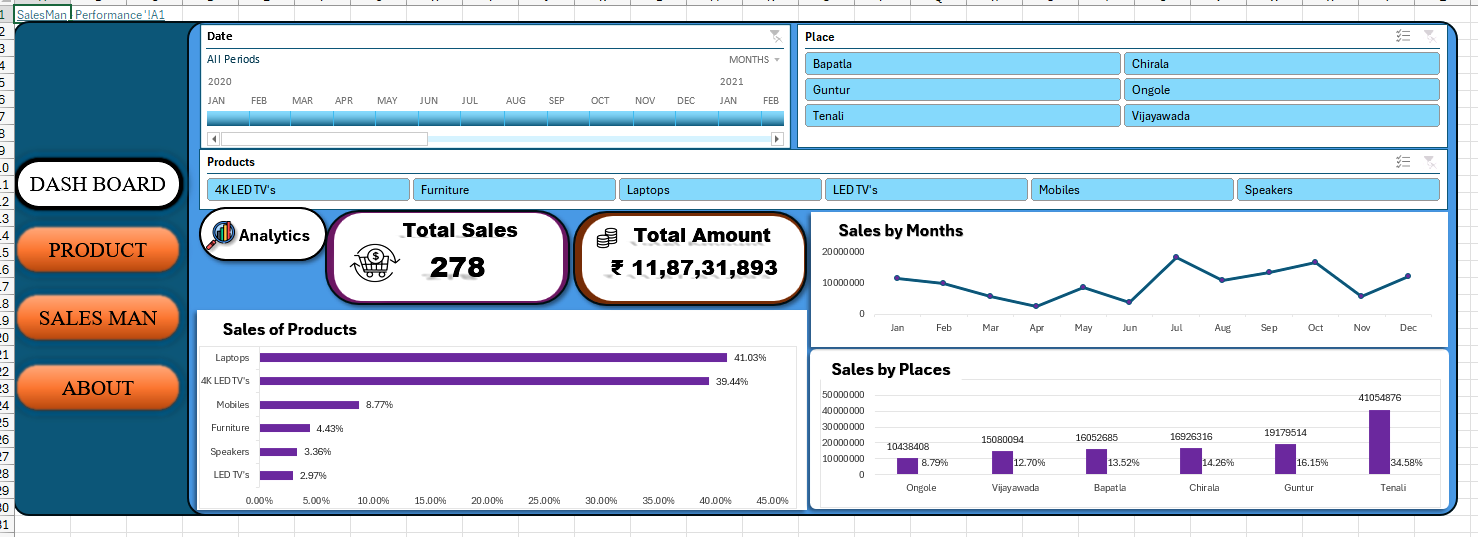 SalesMan Performance'!A1
DASH BOARD
PRODUCT
SALES MAN
ABOUT
Date
All Periods
MONTHS
2020 2021
JAN FEB MAR APR MAY JUN JUL AUG SEP OCT NOV DEC JAN FEB
Place
Bapatla Chirala
Guntur Ongole
Tenali Vijayawada
Products
4K LED TV's Furniture Laptops LED TV's Mobiles Speakers
Analytics
Total Sales
278
Total Amount
₹ 11,87,31,893
Sales by Months
20000000
10000000
0
Jan Feb Mar Apr May Jun Jul Aug Sep Oct Nov Dec
Sales of Products
Laptops 41.03%
4K LED TV's 39.44%
Mobiles 8.77%
Furniture 4.43%
Speakers 3.36%
LED TV's 2.97%
0.00% 5.00% 10.00% 15.00% 20.00% 25.00% 30.00% 35.00% 40.00% 45.00%
Sales by Places
50000000
40000000
30000000
20000000
10000000
0
10438408 15080094 16052685 16926316 19179514 41054876
8.79% 12.70% 13.52% 14.26% 16.15% 34.58%
Ongole Vijayawada Bapatla Chirala Guntur Tenali